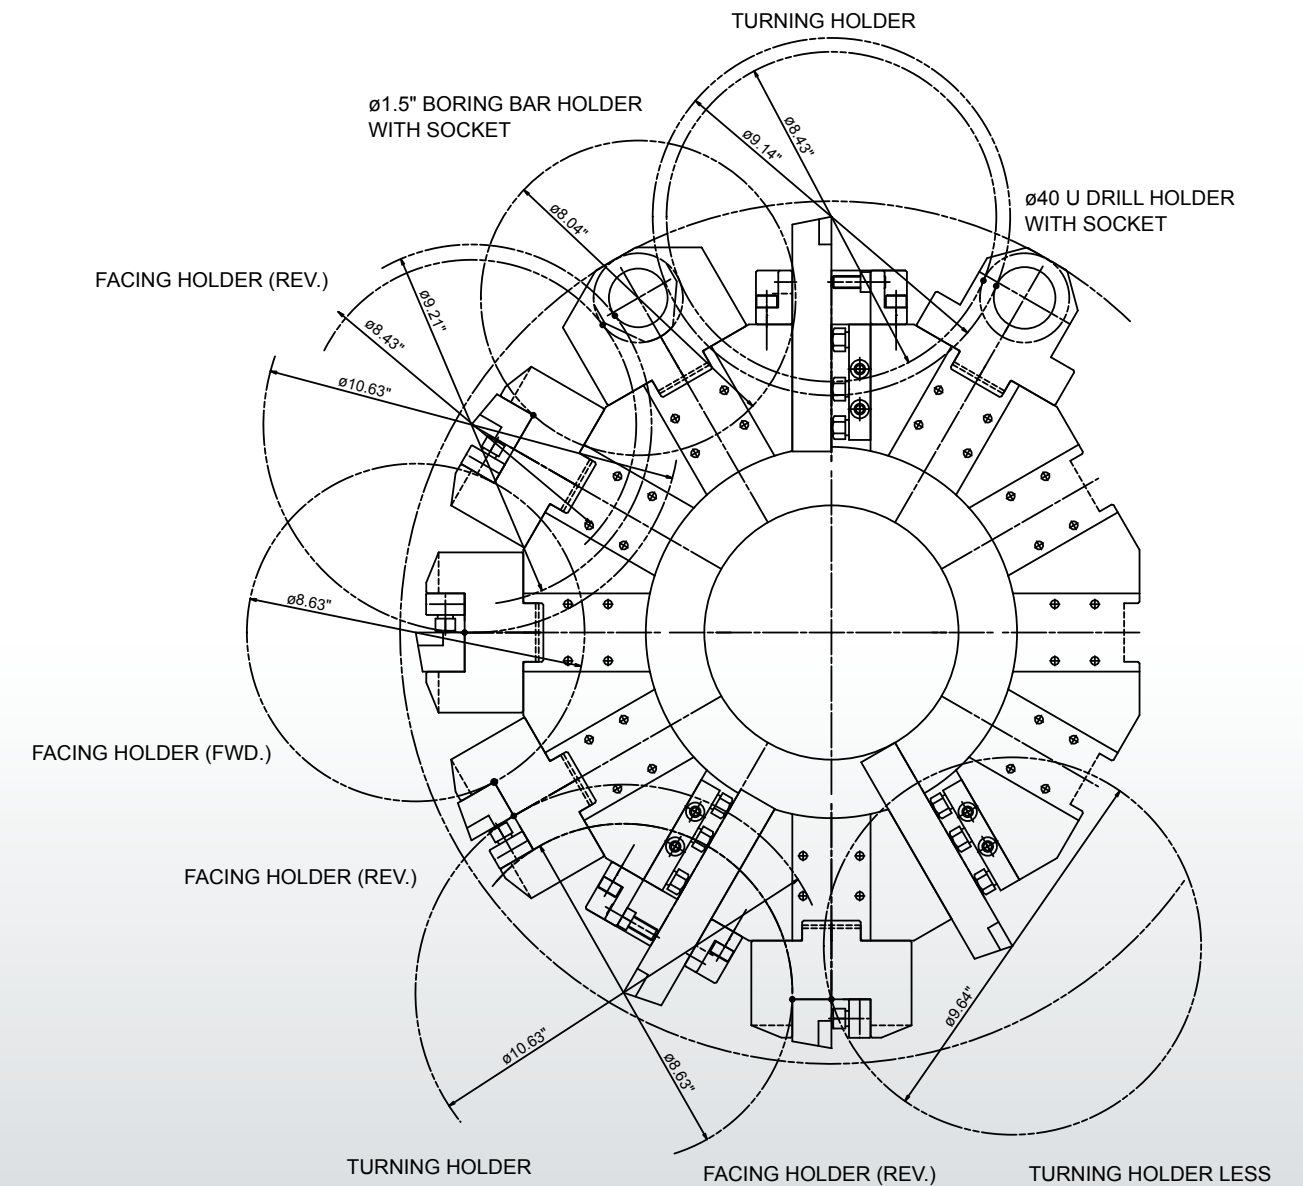 TURNING HOLDER
ø1.5" BORING BAR HOLDER
WITH SOCKET
ø8.43"
ø9.14"
ø40 U DRILL HOLDER
WITH SOCKET
ø8.04"
FACING HOLDER (REV.)
ø9.21"
ø8.43"
ø10.63"
ø8.63"
FACING HOLDER (FWD.)
FACING HOLDER (REV.)
ø10.63"
ø8.63"
ø9.64"
TURNING HOLDER
FACING HOLDER (REV.)
TURNING HOLDER LESS